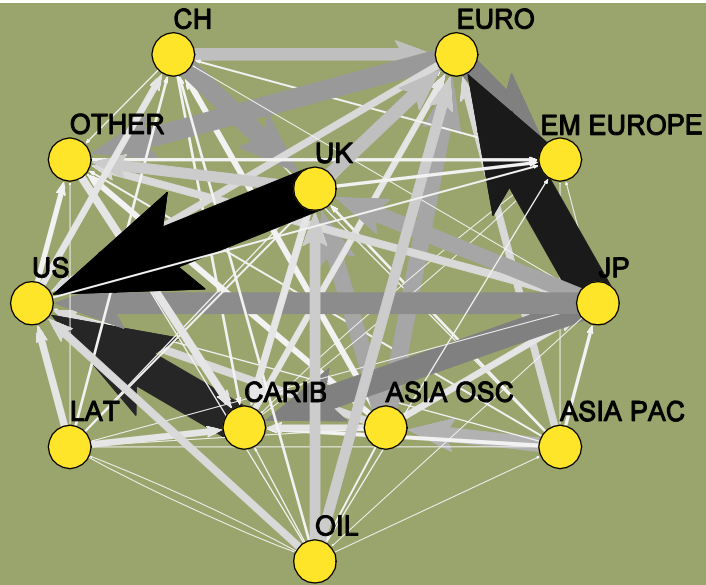 CH
EURO
OTHER
EM EUROPE
UK
US
JP
CARIB
ASIA OSC
LAT
ASIA PAC
OIL